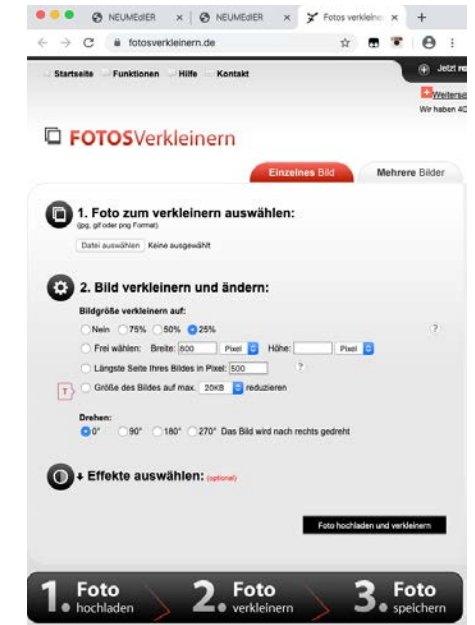 NEUMEdIER × NEUMEdIER × Fotos verkleine × +
fotosverkleinern.de
Startseite Funktionen Hilfe Kontakt
Jetzt re
Weitersa
Wir haben 40
FOTOSVerkleinern
Einzelnes Bild Mehrere Bilder
1. Foto zum verkleinern auswählen:
(jpg, gif oder png Format)
Datei auswählen Keine ausgewählt
2. Bild verkleinern und ändern:
Bildgröße verkleinern auf:
Nein 75% 50% 25% ?
Frei wählen: Breite: 800 Pixel Höhe: Pixel
Längste Seite Ihres Bildes in Pixel: 500 ?
T Größe des Bildes auf max. 20KB reduzieren
Drehen:
0° 90° 180° 270° Das Bild wird nach rechts gedreht
Effekte auswählen: (optional)
Foto hochladen und verkleinern
1. Foto hochladen 2. Foto verkleinern 3. Foto speichern